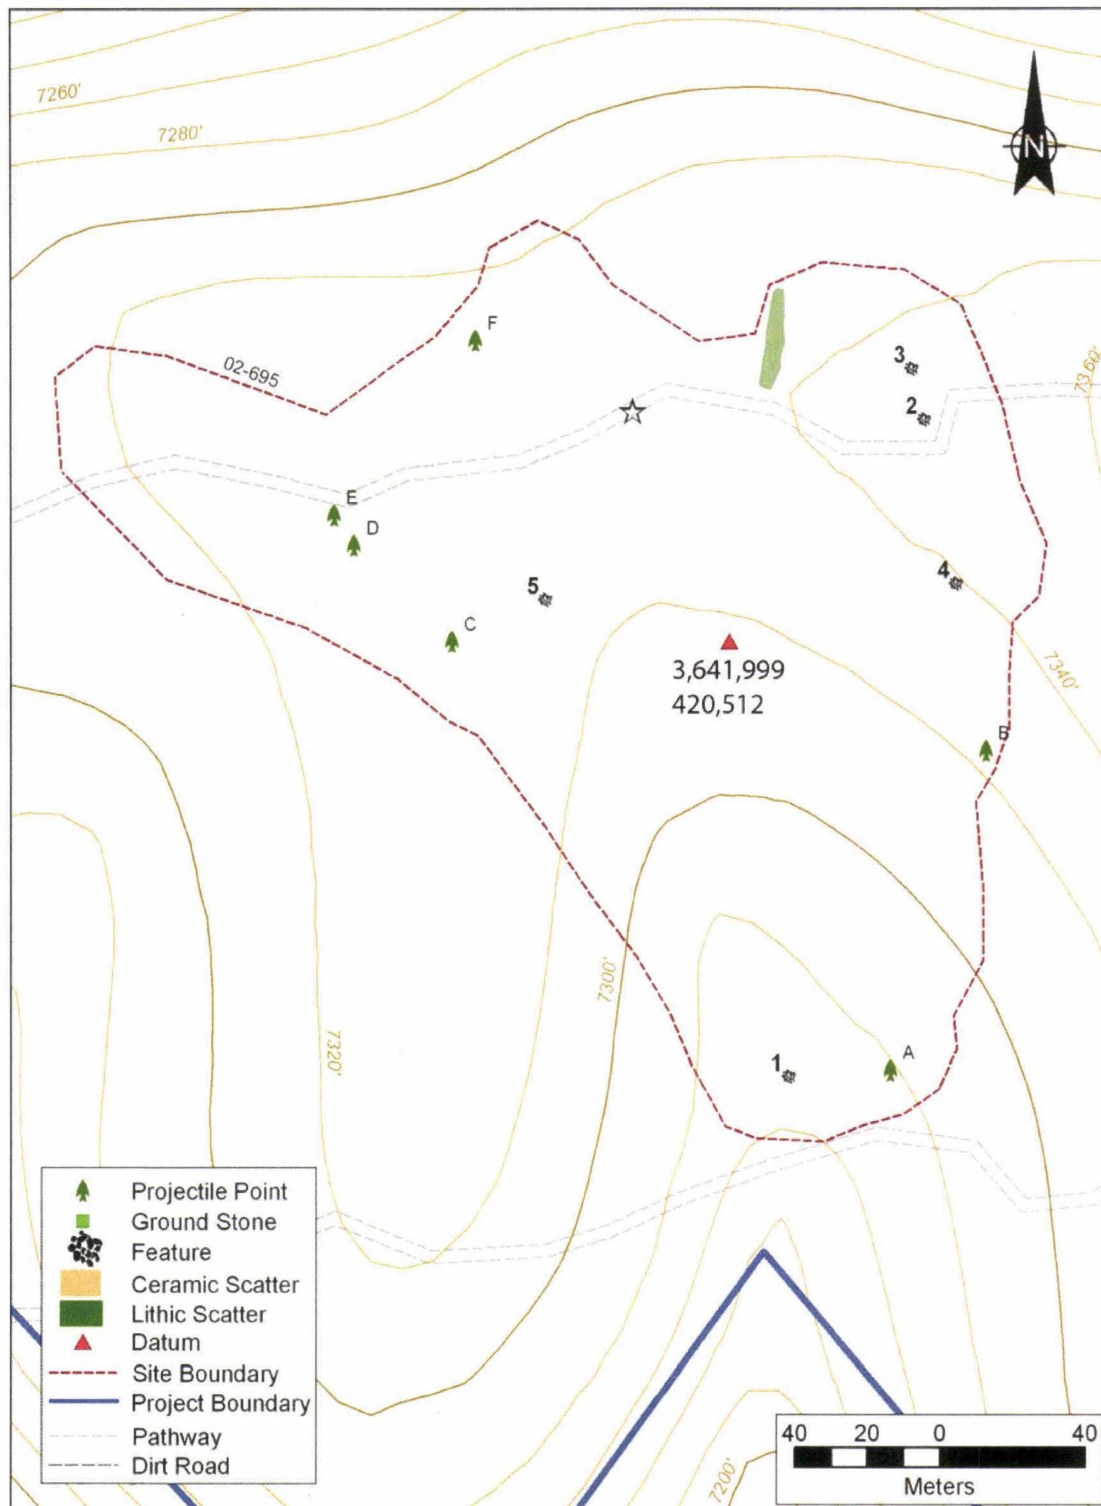 7260'
7280'
N
F
02-695
3
7360'
2
E
D
5
4
C
3,641,999
420,512
7340'
B
7300'
7320'
1
A
Projectile Point
Ground Stone
Feature
Ceramic Scatter
Lithic Scatter
Datum
Site Boundary
Project Boundary
Pathway
Dirt Road
7200'
40 20 0 40
Meters